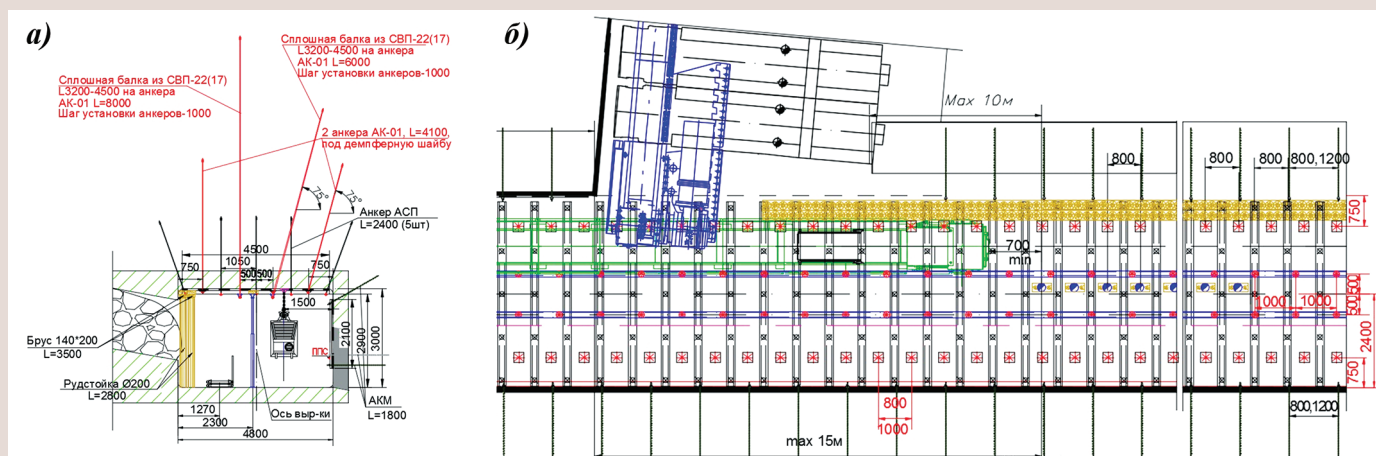 а)
Сплошная балка из СВП-22(17)
L3200-4500 на анкера
АК-01 L=8000
Шаг установки анкеров-1000
Сплошная балка из СВП-22(17)
L3200-4500 на анкера
АК-01 L=6000
Шаг установки анкеров-1000
2 анкера АК-01, L=4100,
под демпферную шайбу
75°
75°
Анкер АСП
L=2400 (5шт)
4500
1050
750
500
500
750
1500
2100
2900
3000
Брус 140*200
L=3500
ппс
Рудстойка Ø200
L=2800
АКМ
L=1800
Ось выр-ки
1270
2300
4800
б)
Max 10м
800
800
800
800,1200
750
700
min
500
500
1000
1000
2400
750
800
1000
800,1200
max 15м